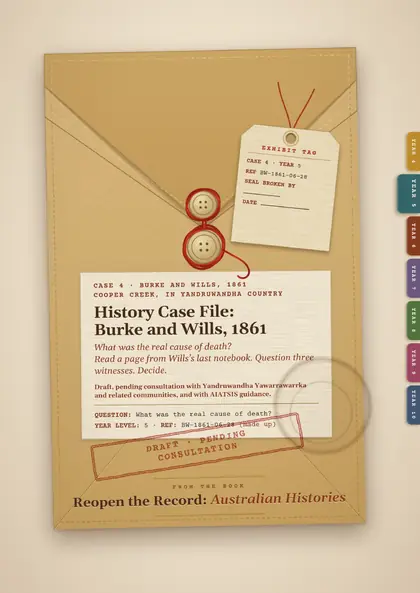 EXHIBIT TAG
CASE 4 · YEAR 5
REF BW-1861-06-28
SEAL BROKEN BY
DATE
CASE 4 · BURKE AND WILLS, 1861
COOPER CREEK, IN YANDRUWANDHA COUNTRY
History Case File:
Burke and Wills, 1861
What was the real cause of death?
Read a page from Wills's last notebook. Question three
witnesses. Decide.
Draft, pending consultation with Yandruwandha Yawarrawarrka
and related communities, and with AIATSIS guidance.
QUESTION: What was the real cause of death?
YEAR LEVEL: 5 · REF: BW-1861-06-28 (made up)
DRAFT · PENDING
CONSULTATION
FROM THE BOOK
Reopen the Record: Australian Histories
YEAR 4
YEAR 5
YEAR 6
YEAR 7
YEAR 8
YEAR 9
YEAR 10